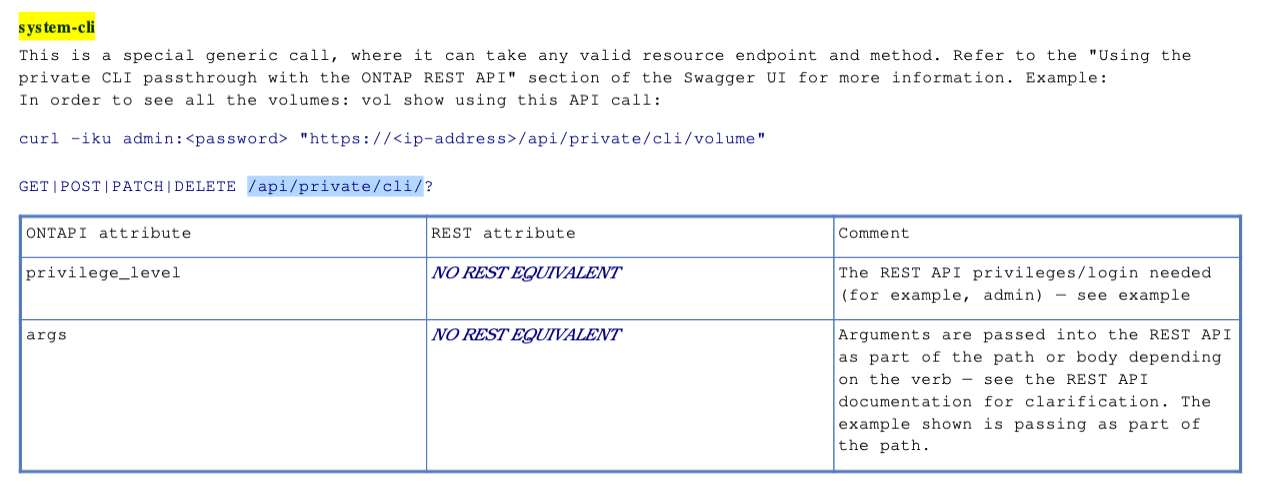 system-cli
This is a special generic call, where it can take any valid resource endpoint and method. Refer to the "Using the
private CLI passthrough with the ONTAP REST API" section of the Swagger UI for more information. Example:
In order to see all the volumes: vol show using this API call:
curl -iku admin:<password> "https://<ip-address>/api/private/cli/volume"
GET|POST|PATCH|DELETE /api/private/cli/?
ONTAPI attribute REST attribute Comment
privilege_level NO REST EQUIVALENT The REST API privileges/login needed
(for example, admin) – see example
args NO REST EQUIVALENT Arguments are passed into the REST API
as part of the path or body depending
on the verb – see the REST API
documentation for clarification. The
example shown is passing as part of
the path.